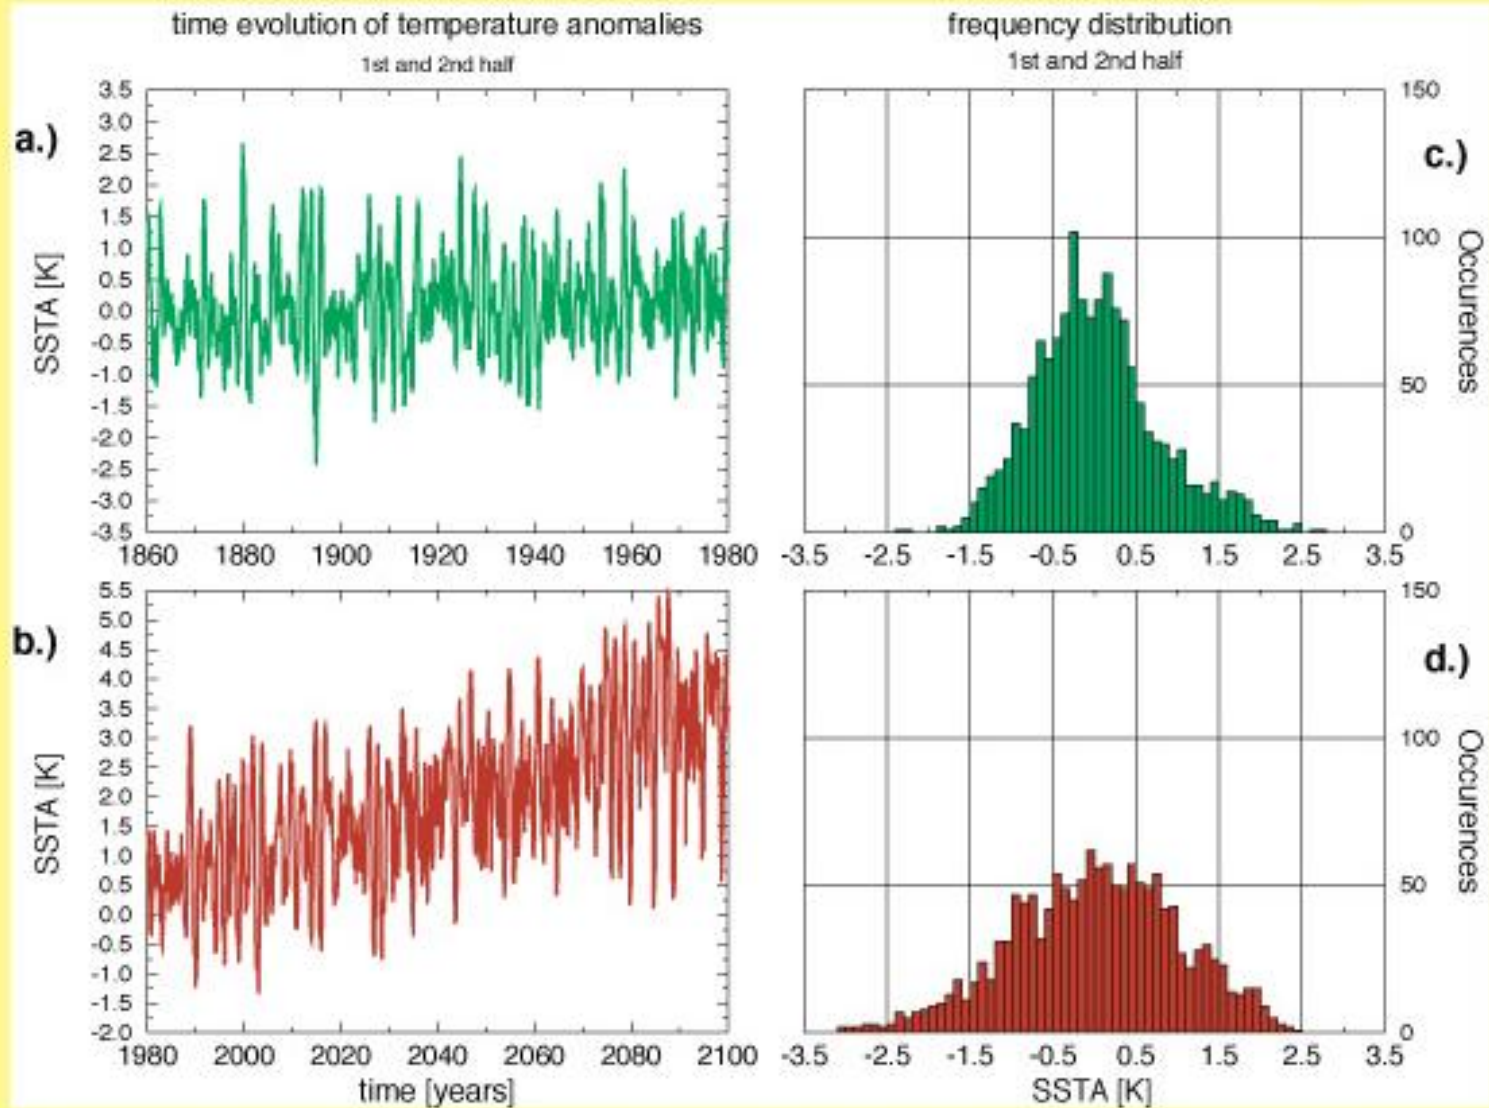 time evolution of temperature anomalies
1st and 2nd half
frequency distribution
1st and 2nd half
a.)
SSTA [K]
3.5
3.0
2.5
2.0
1.5
1.0
0.5
0.0
-0.5
-1.0
-1.5
-2.0
-2.5
-3.0
-3.5
1860 1880 1900 1920 1940 1960 1980
c.)
150
100
50
0
Occurences
-3.5 -2.5 -1.5 -0.5 0.5 1.5 2.5 3.5
b.)
SSTA [K]
5.5
5.0
4.5
4.0
3.5
3.0
2.5
2.0
1.5
1.0
0.5
0.0
-0.5
-1.0
-1.5
-2.0
1980 2000 2020 2040 2060 2080 2100
time [years]
d.)
150
100
50
0
Occurences
-3.5 -2.5 -1.5 -0.5 0.5 1.5 2.5 3.5
SSTA [K]